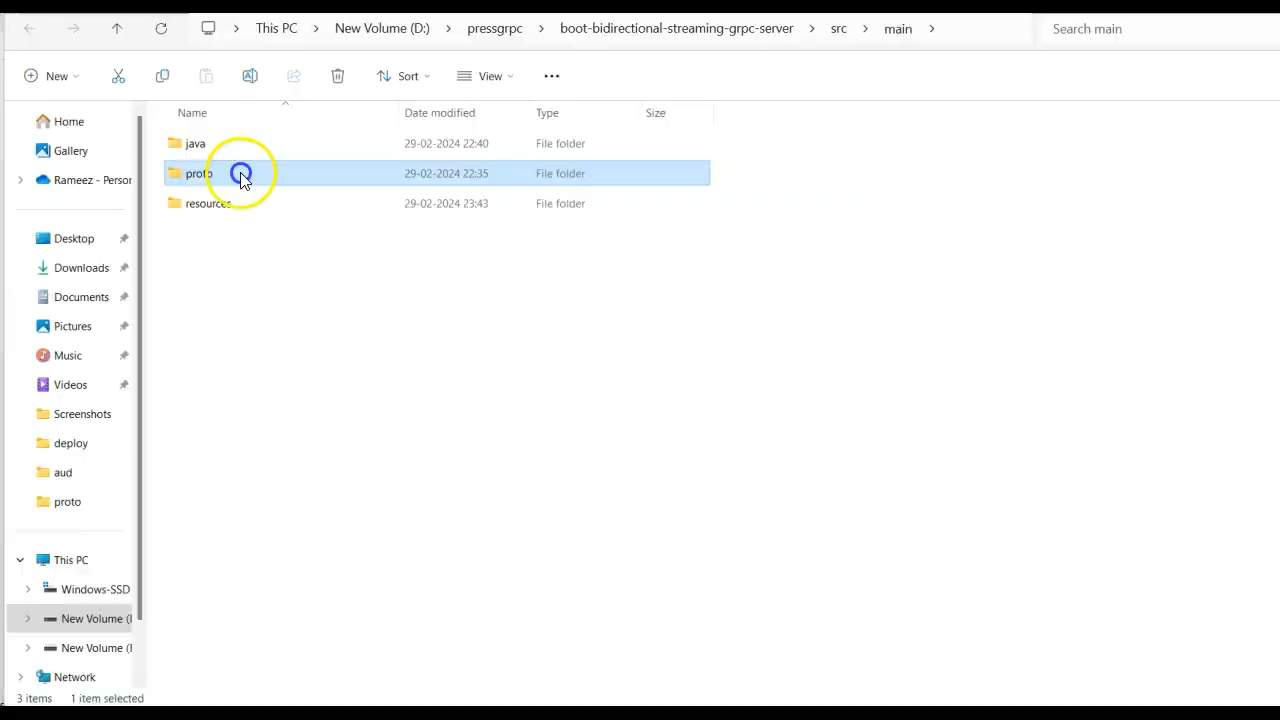 This PC > New Volume (D:) > pressgrpc > boot-bidirectional-streaming-grpc-server > src > main >
Search main
New
Sort
View
Name Date modified Type Size
java 29-02-2024 22:40 File folder
proto 29-02-2024 22:35 File folder
resources 29-02-2024 23:43 File folder
Home
Gallery
Rameez - Persor
Desktop
Downloads
Documents
Pictures
Music
Videos
Screenshots
deploy
aud
proto
This PC
Windows-SSD
New Volume (I
New Volume (I
Network
3 items 1 item selected